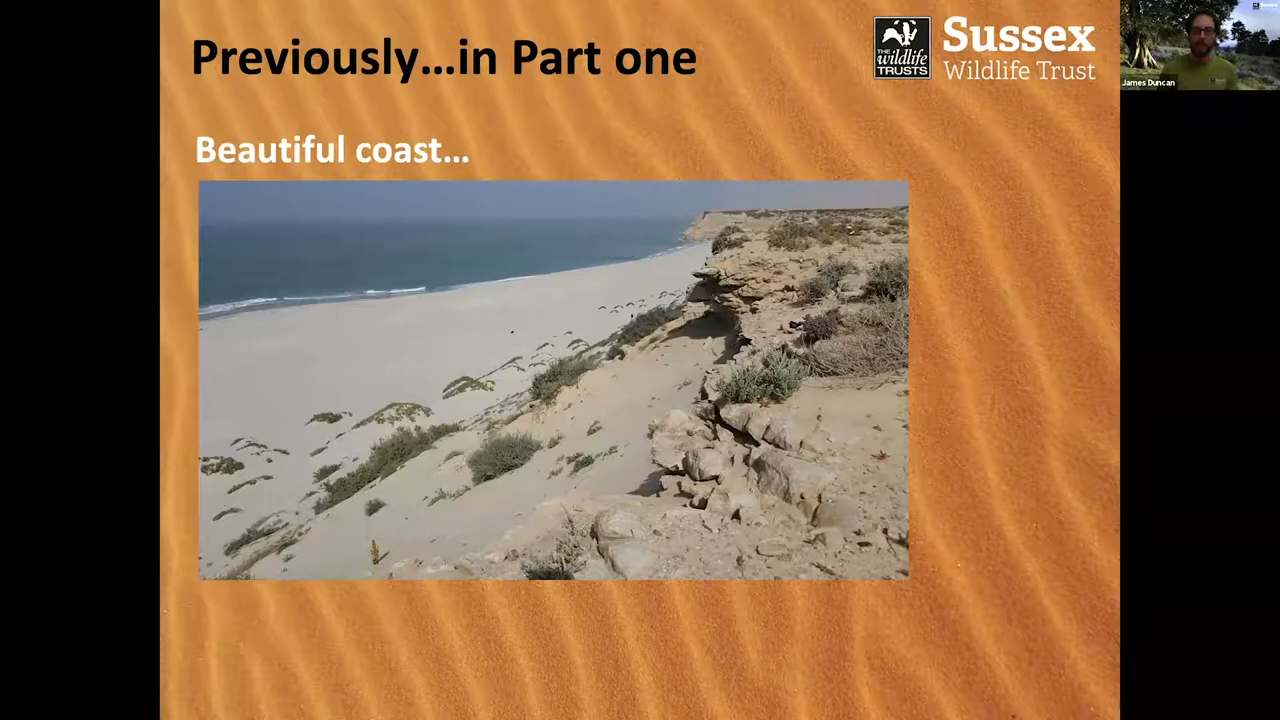 Previously...in Part one
THE
wildlife
TRUSTS
Sussex
Wildlife Trust
Beautiful coast...
James Duncan